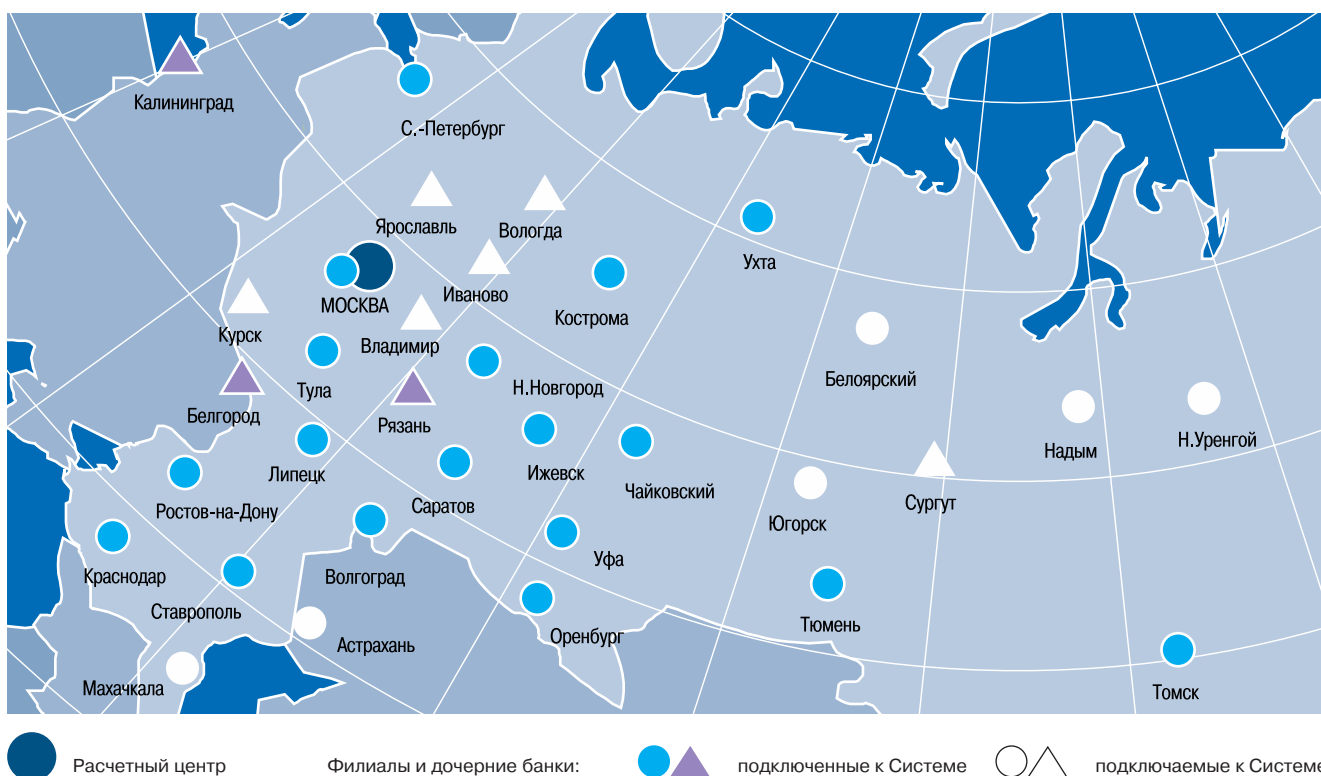 Калининград
С.-Петербург
Ярославль
Вологда
Ухта
МОСКВА
Иваново
Кострома
Курск
Владимир
Белоярский
Тула
Н.Новгород
Белгород
Рязань
Н.Уренгой
Надым
Липецк
Ижевск
Чайковский
Сургут
Ростов-на-Дону
Саратов
Югорск
Уфа
Краснодар
Волгоград
Ставрополь
Тюмень
Оренбург
Астрахань
Махачкала
Томск
Расчетный центр
Филиалы и дочерние банки:
подключенные к Системе
подключаемые к Системе